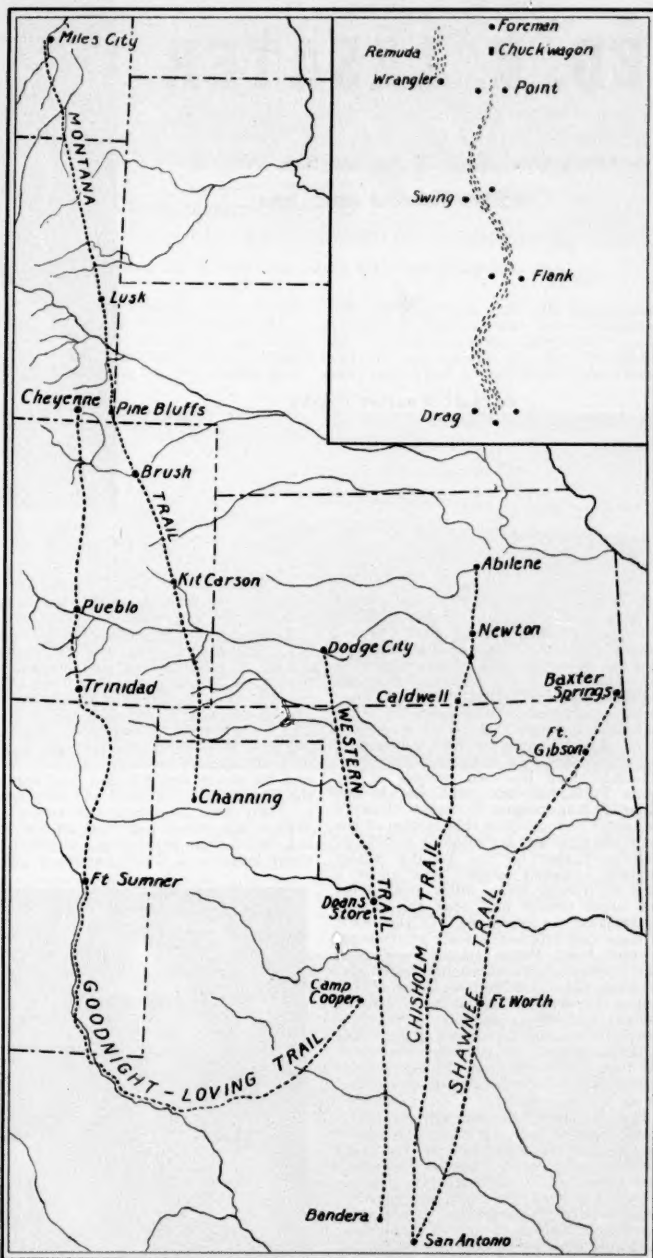 Miles City
MONTANA
Lusk
Cheyenne
Pine Bluffs
Brush
TRAIL
Kit Carson
Pueblo
Trinidad
Dodge City
Abilene
Newton
Caldwell
Baxter
Springs
Ft.
Gibson
WESTERN
TRAIL
Channing
Ft Sumner
Doans
Store
CHISHOLM TRAIL
SHAWNEE TRAIL
Camp
Cooper
Ft Worth
GOODNIGHT-LOVING TRAIL
Bandera
San Antonio
Foreman
Chuckwagon
Remuda
Wrangler
Point
Swing
Flank
Drag